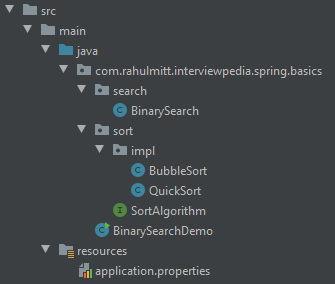 src
main
java
com.rahulmitt.interviewpedia.spring.basics
search
BinarySearch
sort
impl
BubbleSort
QuickSort
SortAlgorithm
BinarySearchDemo
resources
application.properties